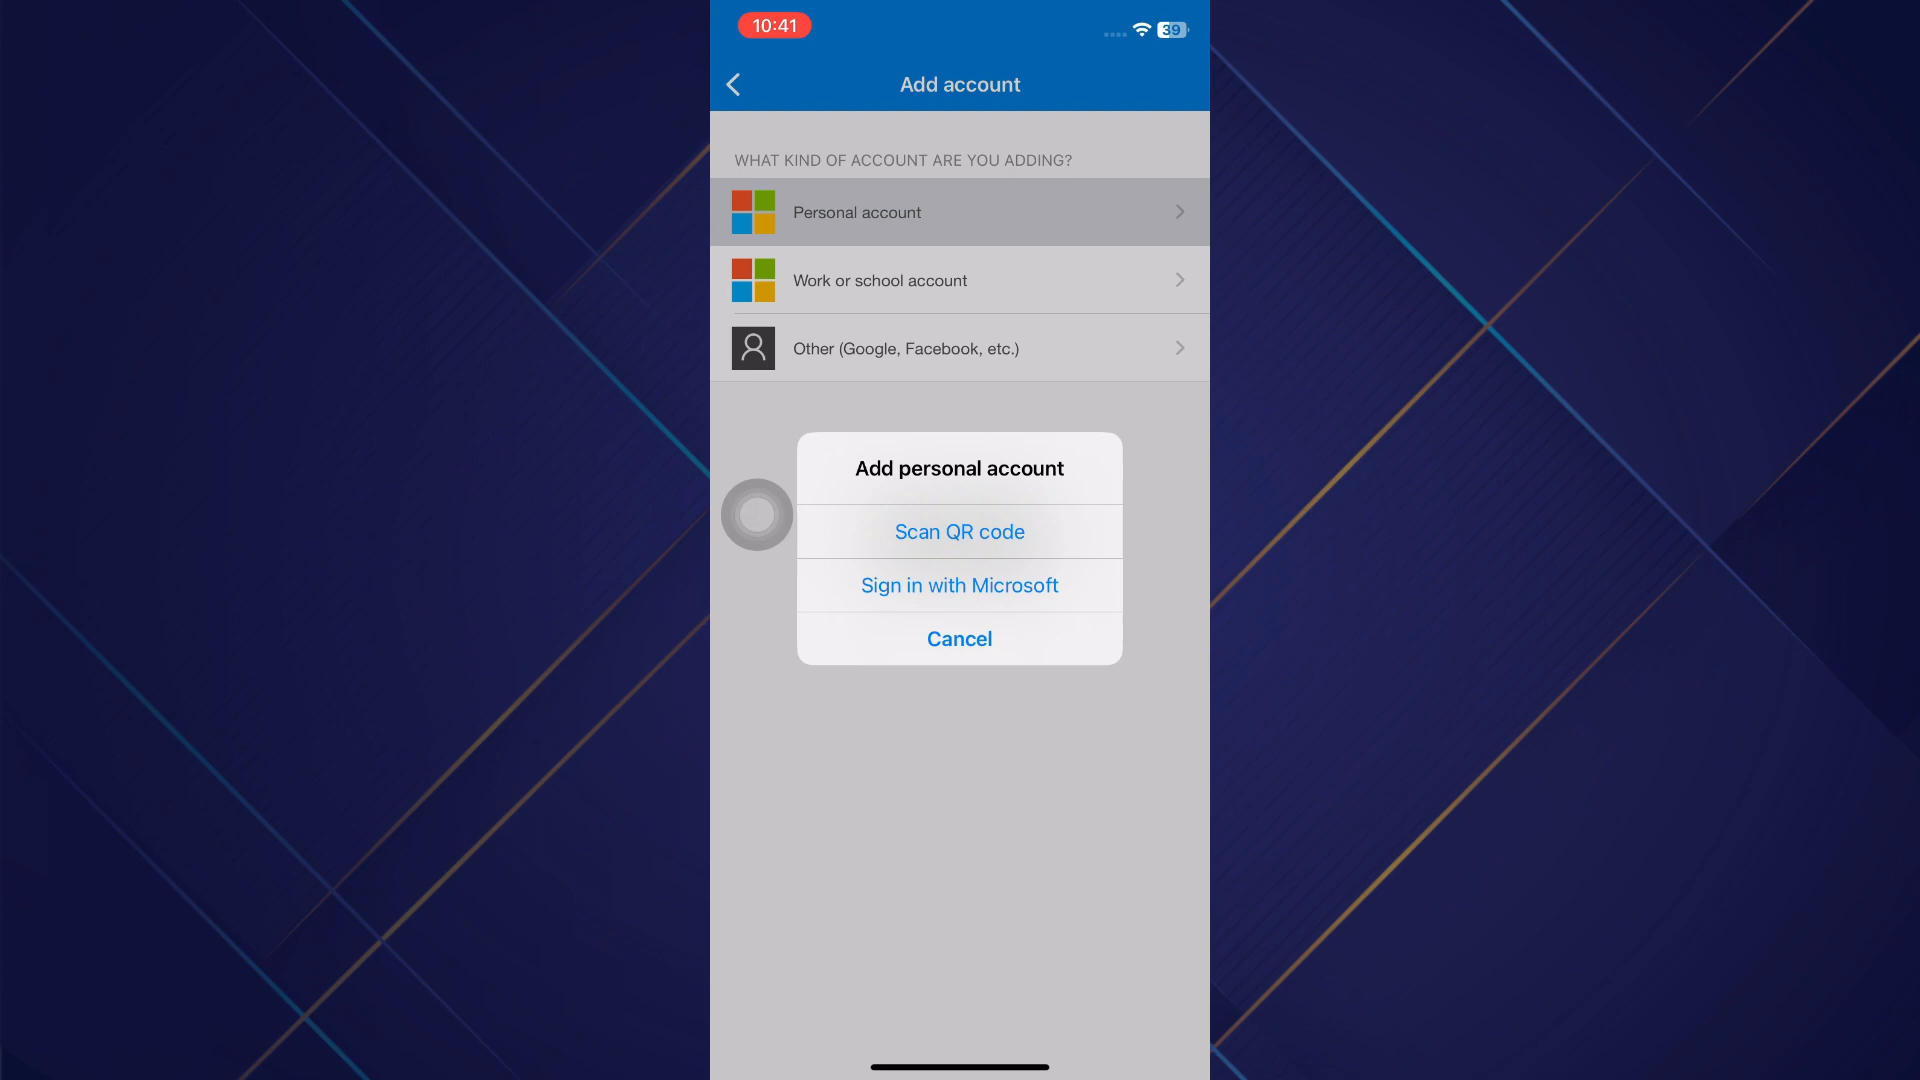 10:41
39
Add account
WHAT KIND OF ACCOUNT ARE YOU ADDING?
Personal account
Work or school account
Other (Google, Facebook, etc.)
Add personal account
Scan QR code
Sign in with Microsoft
Cancel